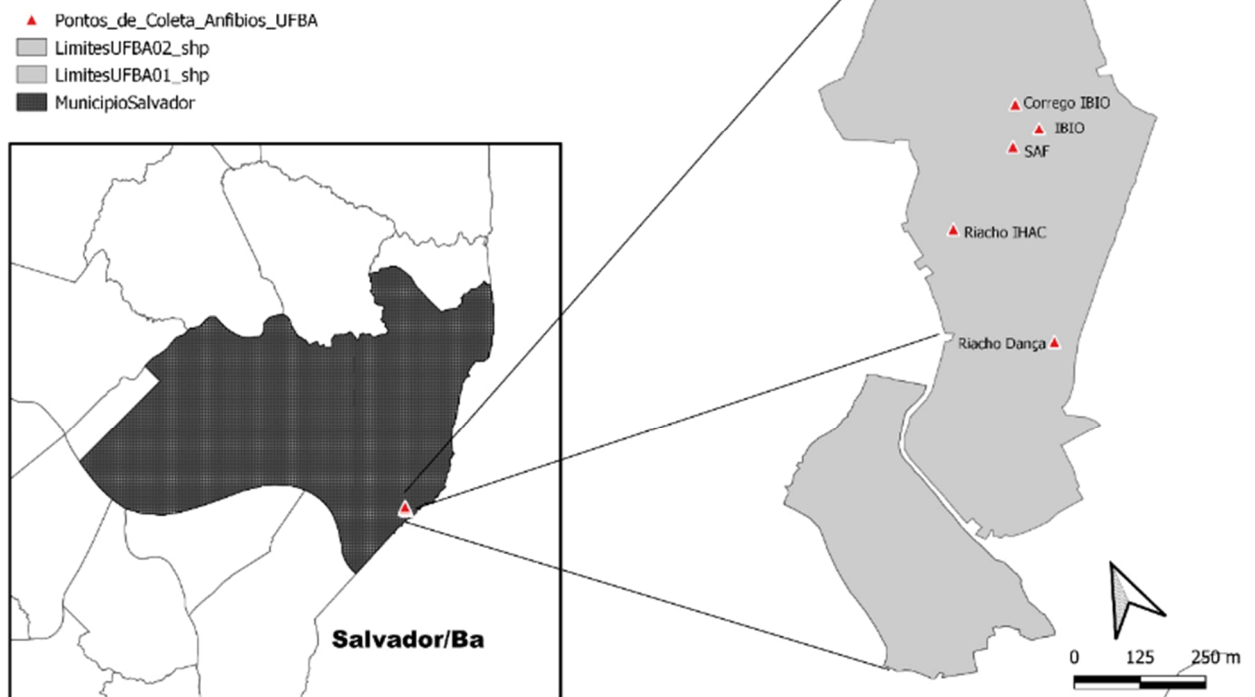 Pontos_de_Coleta_Anfibios_UFBA
LimitesUFBA02_shp
LimitesUFBA01_shp
MunicipioSalvador
Corrego IBIO
IBIO
SAF
Riacho IHAC
Riacho Dança
Salvador/Ba
0 125 250 m